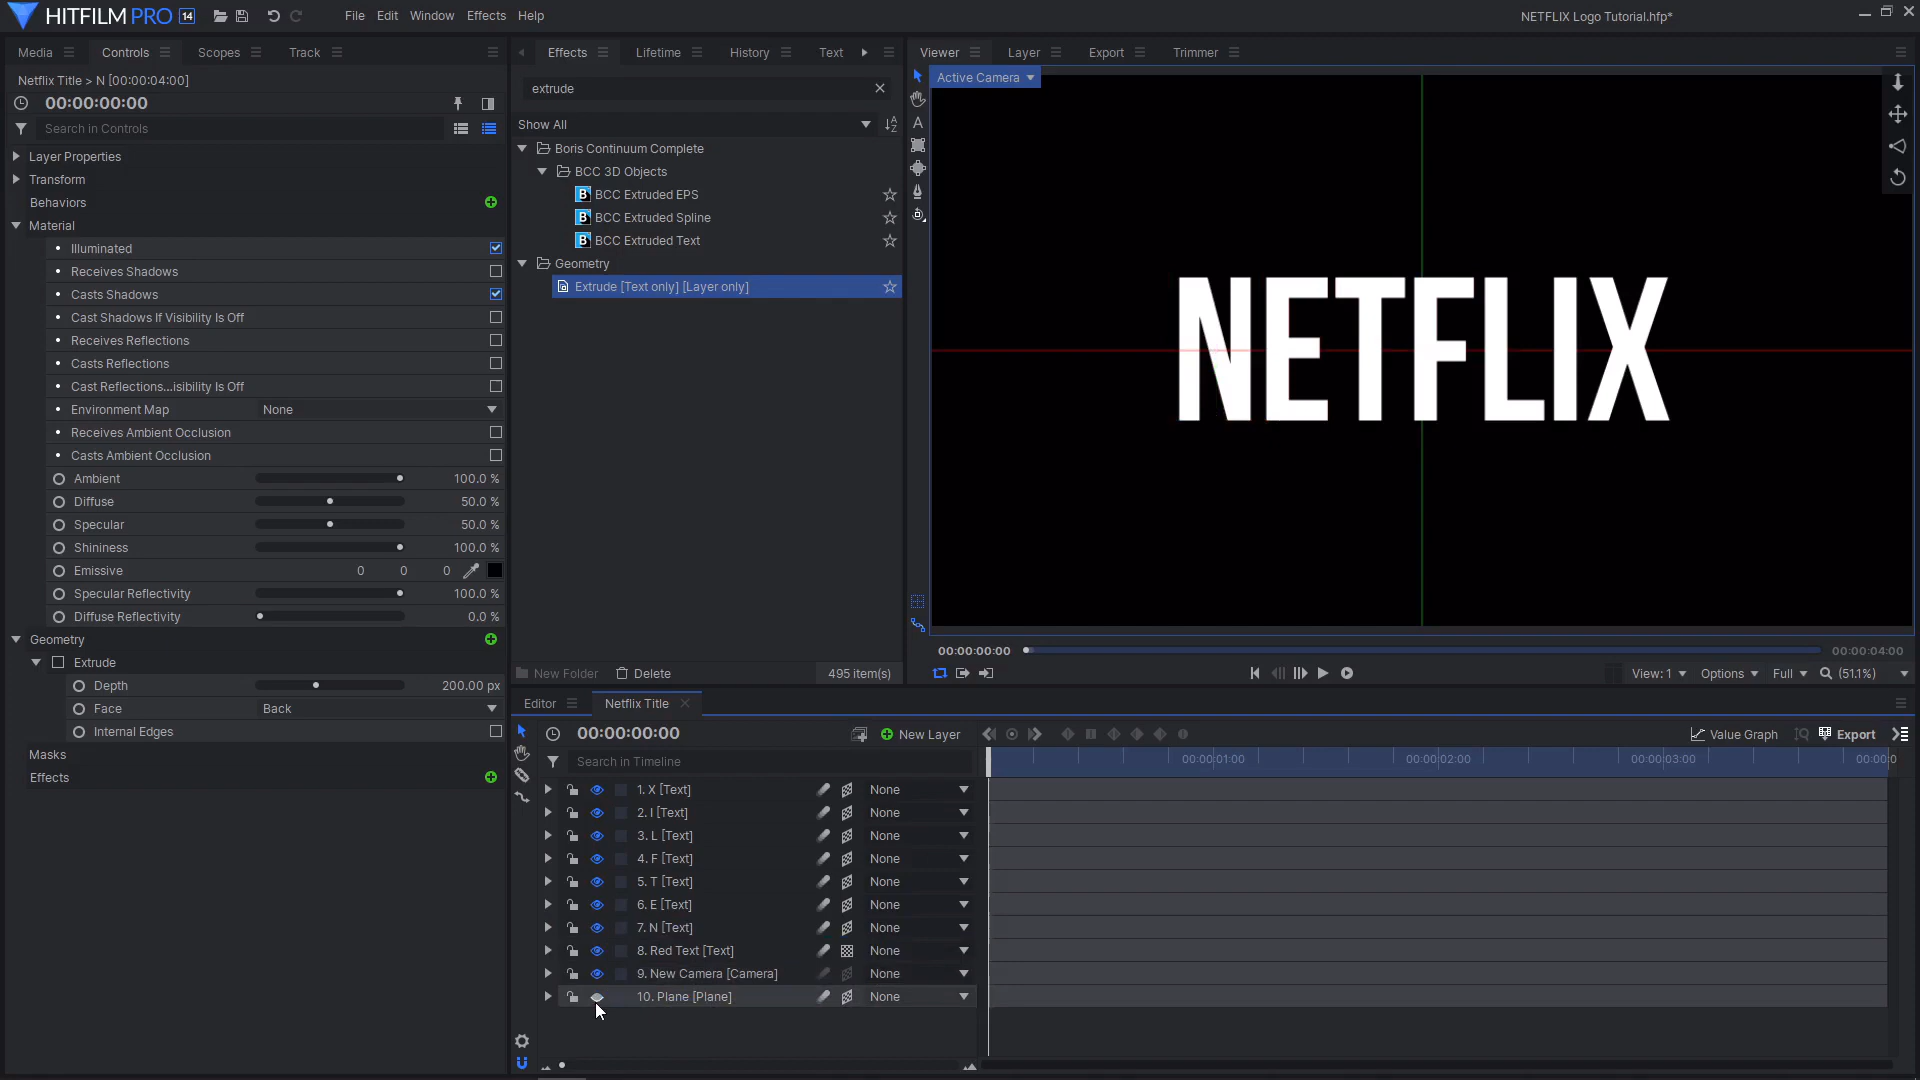 HITFILM PRO 14
File Edit Window Effects Help
NETFLIX Logo Tutorial.hfp*
Media Controls Scopes Track
Netflix Title > N [00:00:04:00]
00:00:00:00
Search in Controls
Layer Properties
Transform
Behaviors
Material
Illuminated
Receives Shadows
Casts Shadows
Cast Shadows If Visibility Is Off
Receives Reflections
Casts Reflections
Cast Reflections...isibility Is Off
Environment Map None
Receives Ambient Occlusion
Casts Ambient Occlusion
Ambient 100.0 %
Diffuse 50.0 %
Specular 50.0 %
Shininess 100.0 %
Emissive 0 0 0
Specular Reflectivity 100.0 %
Diffuse Reflectivity 0.0 %
Geometry
Extrude
Depth 200.00 px
Face Back
Internal Edges
Masks
Effects
Effects Lifetime History Text
extrude
Show All
Boris Continuum Complete
BCC 3D Objects
B BCC Extruded EPS
B BCC Extruded Spline
B BCC Extruded Text
Geometry
Extrude [Text only] [Layer only]
New Folder Delete 495 item(s)
Viewer Layer Export Trimmer
Active Camera
A
NETFLIX
00:00:00:00 00:00:04:00
View: 1 Options Full (51.1%)
Editor Netflix Title
00:00:00:00 New Layer Value Graph Export
Search in Timeline 00:00:01:00 00:00:02:00 00:00:03:00 00:00:0
1. X [Text] None
2. I [Text] None
3. L [Text] None
4. F [Text] None
5. T [Text] None
6. E [Text] None
7. N [Text] None
8. Red Text [Text] None
9. New Camera [Camera] None
10. Plane [Plane] None